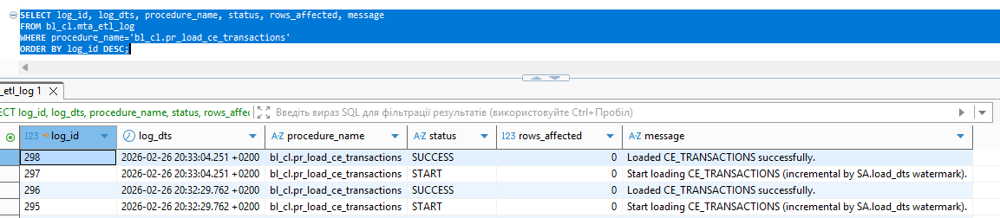 SELECT log_id, log_dts, procedure_name, status, rows_affected, message
FROM bl_cl.mta_etl_log
WHERE procedure_name='bl_cl.pr_load_ce_transactions'
ORDER BY log_id DESC;
_etl_log 1 X
ECT log_id, log_dts, procedure_name, status, rows_affec Введіть вираз SQL для фільтрації результатів (використовуйте Ctrl+Пробіл)
123 log_id log_dts A-Z procedure_name A-Z status 123 rows_affected A-Z message
298 2026-02-26 20:33:04.251 +0200 bl_cl.pr_load_ce_transactions SUCCESS 0 Loaded CE_TRANSACTIONS successfully.
297 2026-02-26 20:33:04.251 +0200 bl_cl.pr_load_ce_transactions START 0 Start loading CE_TRANSACTIONS (incremental by SA.load_dts watermark).
296 2026-02-26 20:32:29.762 +0200 bl_cl.pr_load_ce_transactions SUCCESS 0 Loaded CE_TRANSACTIONS successfully.
295 2026-02-26 20:32:29.762 +0200 bl_cl.pr_load_ce_transactions START 0 Start loading CE_TRANSACTIONS (incremental by SA.load_dts watermark).